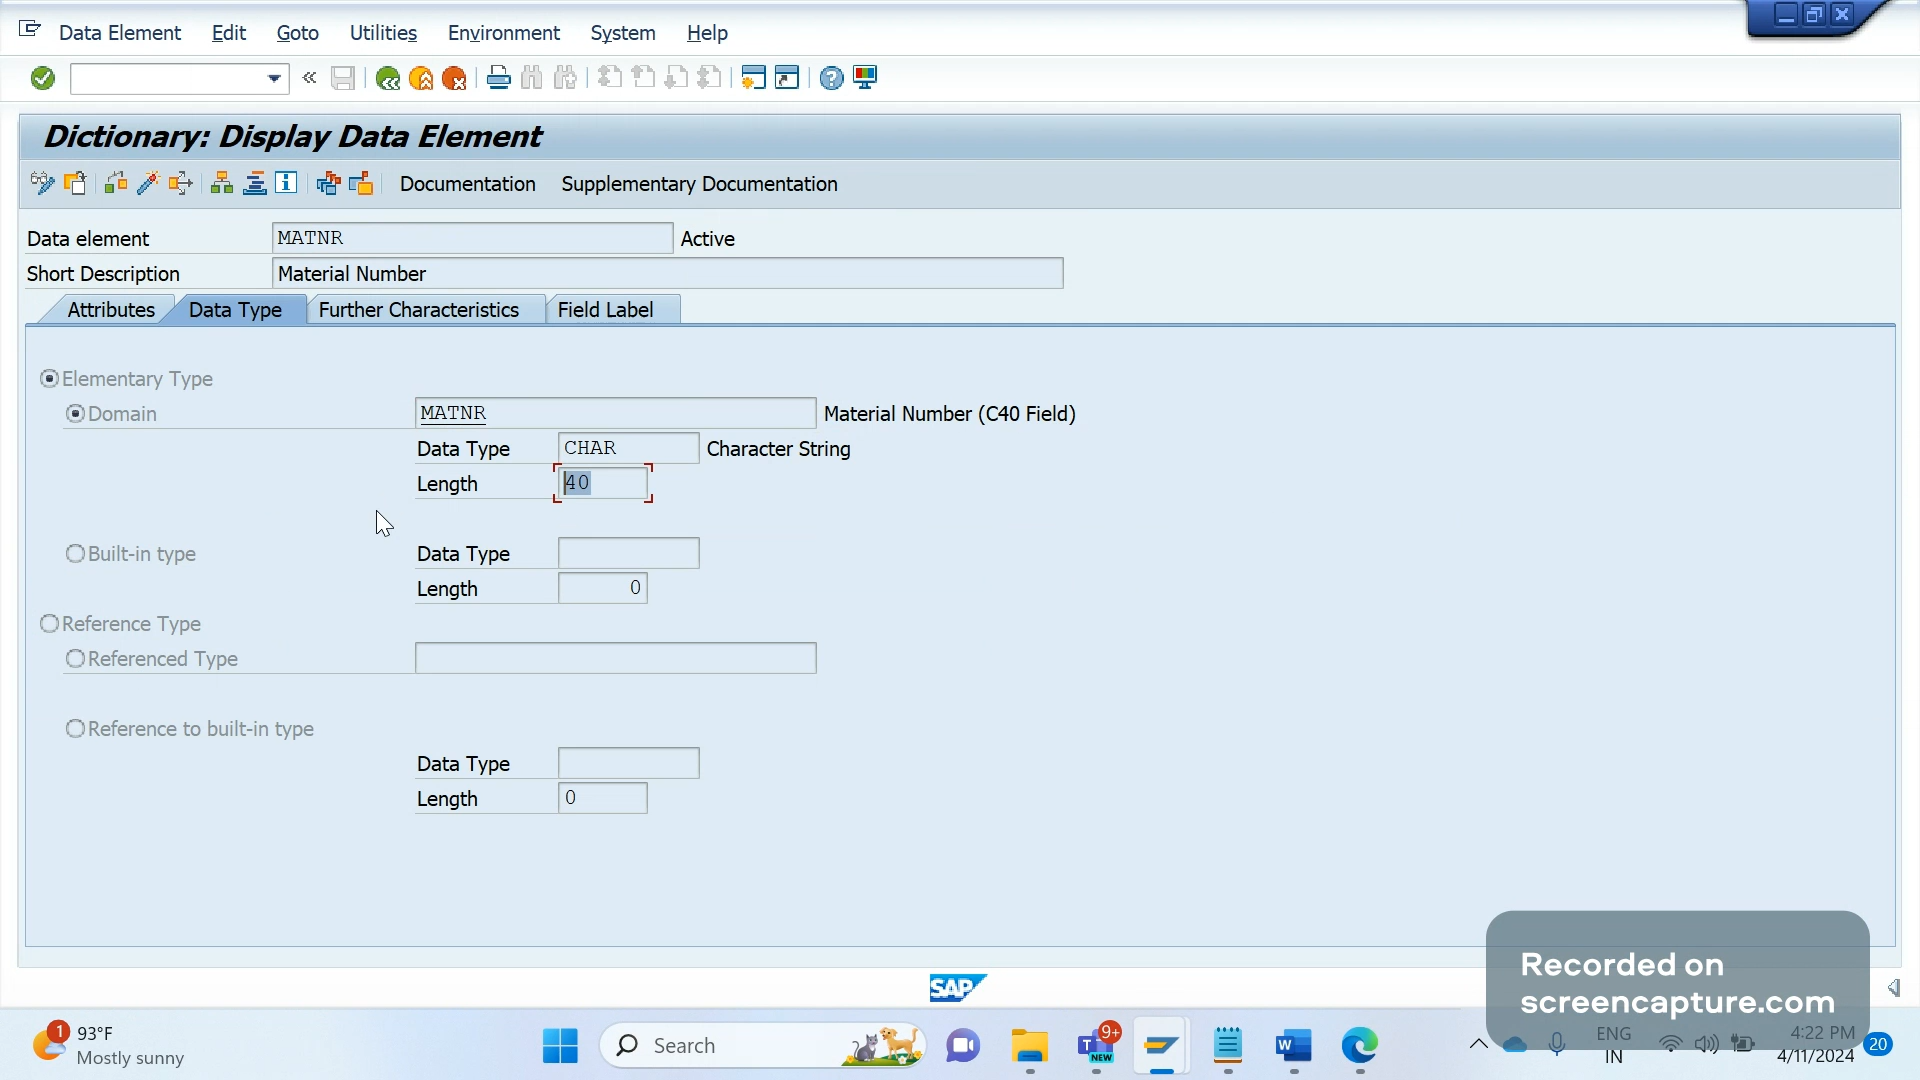 Data Element Edit Goto Utilities Environment System Help
Dictionary: Display Data Element
Documentation Supplementary Documentation
Data element MATNR Active
Short Description Material Number
Attributes Data Type Further Characteristics Field Label
Elementary Type
Domain MATNR Material Number (C40 Field)
Data Type CHAR Character String
Length 40
Built-in type Data Type
Length 0
Reference Type
Referenced Type
Reference to built-in type
Data Type
Length 0
SAP
Recorded on
screencapture.com
1 93°F
Mostly sunny
Search
9+
T
NEW
W
ENG
IN
4:22 PM
4/11/2024
20